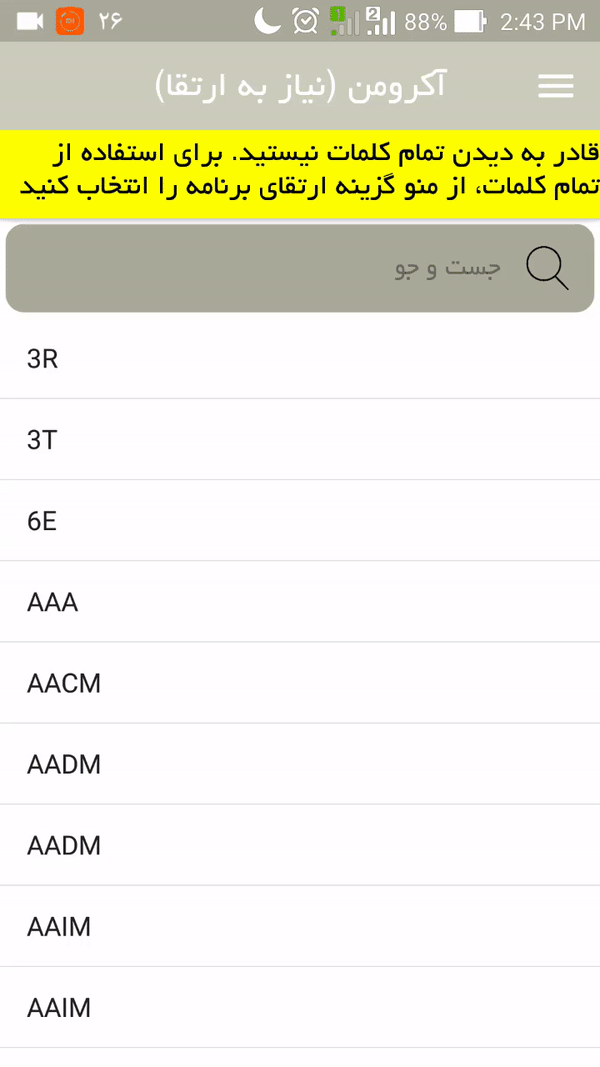 ۲۶ 1 2 88% 2:43 PM
آکرومن (نیاز به ارتقا)
قادر به دیدن تمام کلمات نیستید. برای استفاده از
تمام کلمات، از منو گزینه ارتقای برنامه را انتخاب کنید
جست و جو
3R
3T
6E
AAA
AACM
AADM
AADM
AAIM
AAIM